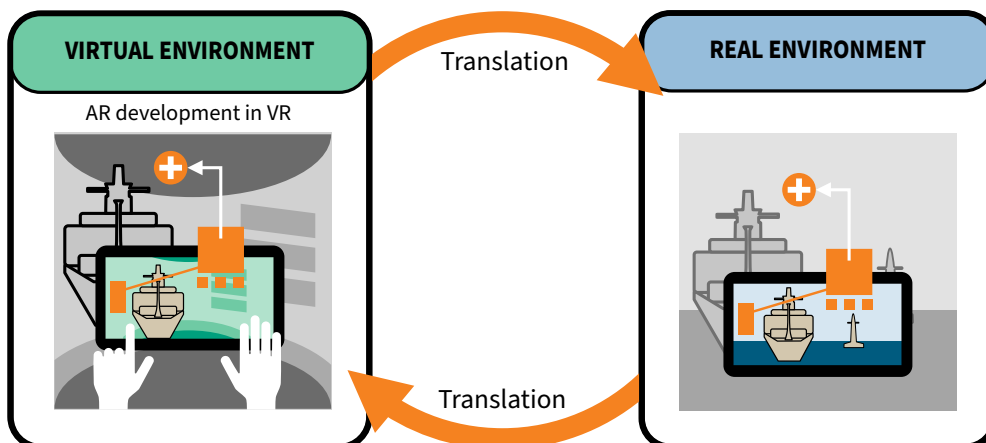 VIRTUAL ENVIRONMENT
Translation
REAL ENVIRONMENT
AR development in VR
Translation